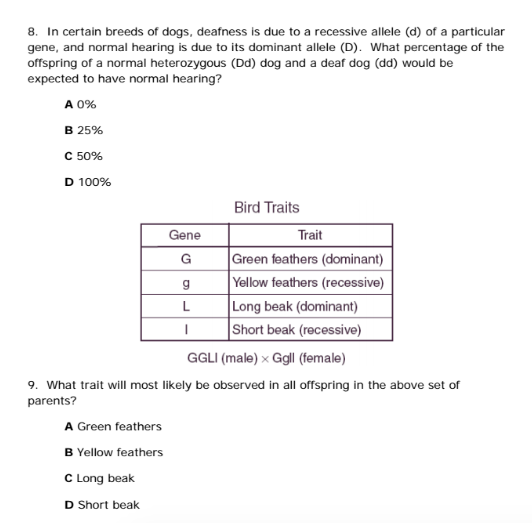 8. In certain breeds of dogs, deafness is due to a recessive allele (d) of a particular
gene, and normal hearing is due to its dominant allele (D). What percentage of the
offspring of a normal heterozygous (Dd) dog and a deaf dog (dd) would be
expected to have normal hearing?
A 0%
B 25%
C 50%
D 100%
Bird Traits
Gene Trait
G Green feathers (dominant)
g Yellow feathers (recessive)
L Long beak (dominant)
l Short beak (recessive)
GGLl (male) × Ggll (female)
9. What trait will most likely be observed in all offspring in the above set of
parents?
A Green feathers
B Yellow feathers
C Long beak
D Short beak